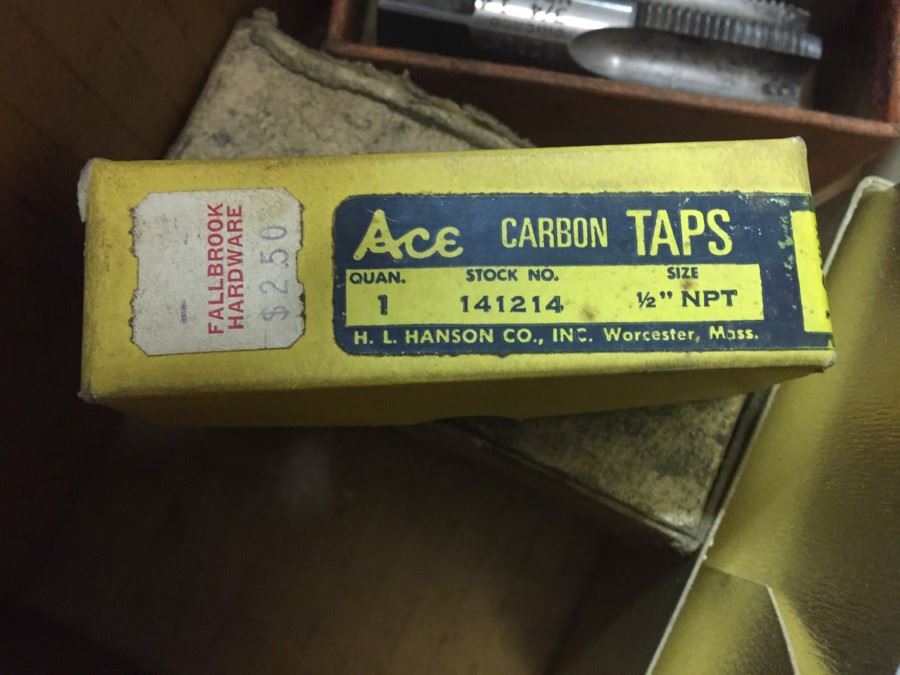 FALLBROOK
HARDWARE
$2.50
Ace CARBON TAPS
QUAN. STOCK NO. SIZE
1 141214 ½" NPT
H. L. HANSON CO., INC. Worcester, Mass.